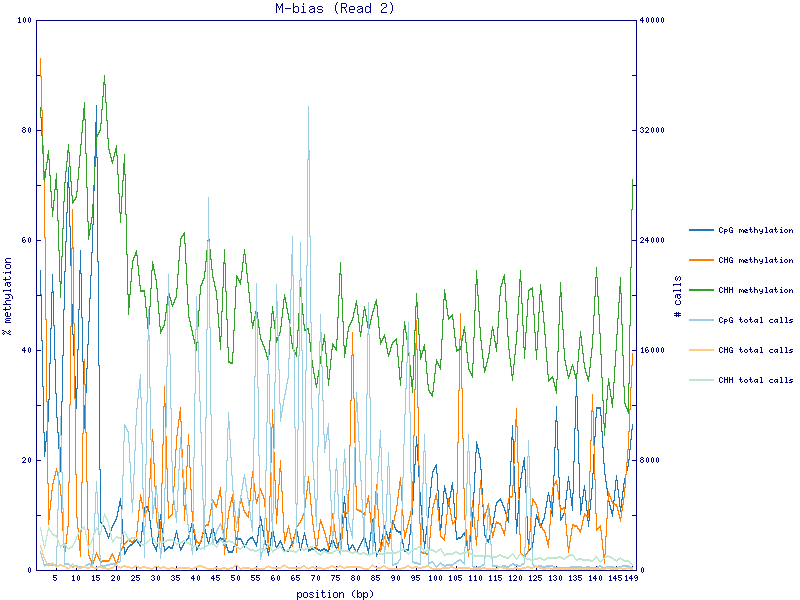 M-bias (Read 2)
100
80
60
40
20
0
% methylation
40000
32000
24000
16000
8000
0
# calls
5 10 15 20 25 30 35 40 45 50 55 60 65 70 75 80 85 90 95 100 105 110 115 120 125 130 135 140 145 149
position (bp)
CpG methylation
CHG methylation
CHH methylation
CpG total calls
CHG total calls
CHH total calls